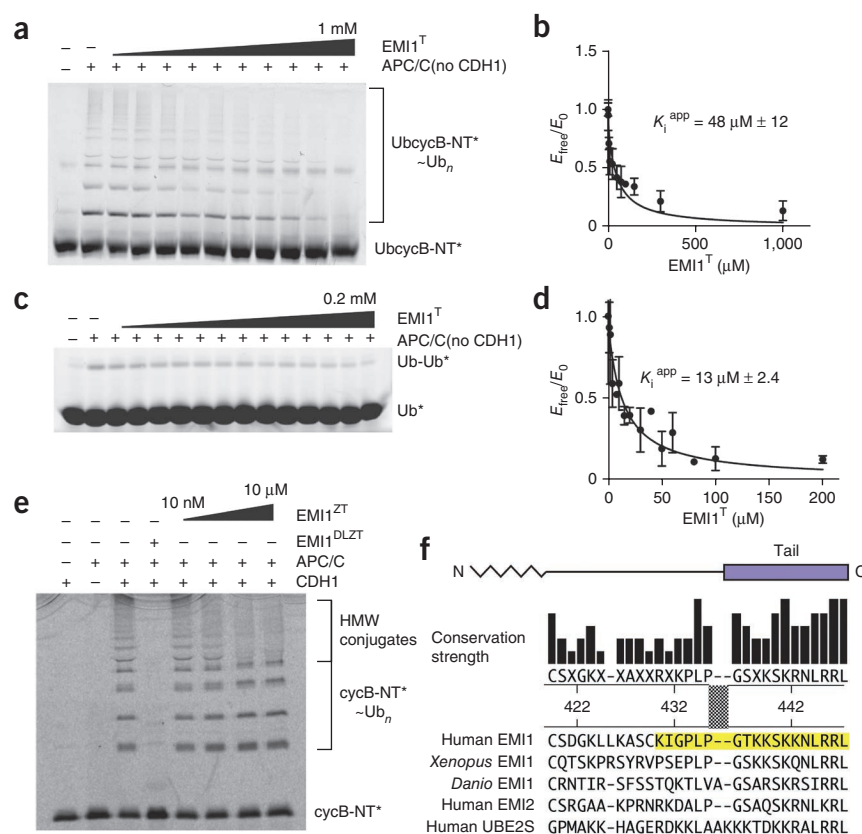 a
1 mM
EMI1T
– – 
– + + + + + + + + + + + APC/C(no CDH1)
UbcycB-NT*
~Ubn
UbcycB-NT*
b
1.5
1.0
0.5
0
Efree/E0
Ki app = 48 μM ± 12
0 500 1,000
EMI1T (μM)
c
0.2 mM
– – EMI1T
– + + + + + + + + + + + + APC/C(no CDH1)
Ub-Ub*
Ub*
d
1.0
0.5
0
Efree/E0
Ki app = 13 μM ± 2.4
0 50 100 150 200
EMI1T (μM)
e
10 nM 10 μM
– – – – EMI1ZT
– – – + – – – – EMI1DLZT
– + + + + + + + APC/C
+ – + + + + + + CDH1
HMW
conjugates
cycB-NT*
~Ubn
cycB-NT*
f
Tail
N C
Conservation
strength
CSXGKX-XAXXRXKPLP--GSXKSKRNLRRL
422 432 442
Human EMI1 CSDGKLLKASCKIGPLP--GTKKSKKNLRRL
Xenopus EMI1 CQTSKPRSYRVPSEPLP--GSKKSKQNLRRL
Danio EMI1 CRNTIR-SFSSTQKTLVA-GSARSKRSIRRL
Human EMI2 CSRGAA-KPRNRKDALP--GSAQSKRNLKRL
Human UBE2S GPMAKK-HAGERDKKLAAKKKTDKKRALRRL